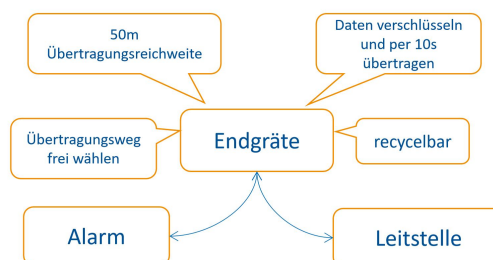 50m
Übertragungsreichweite
Daten verschlüsseln
und per 10s
übertragen
Übertragungsweg
frei wählen
Endgräte
recycelbar
Alarm
Leitstelle